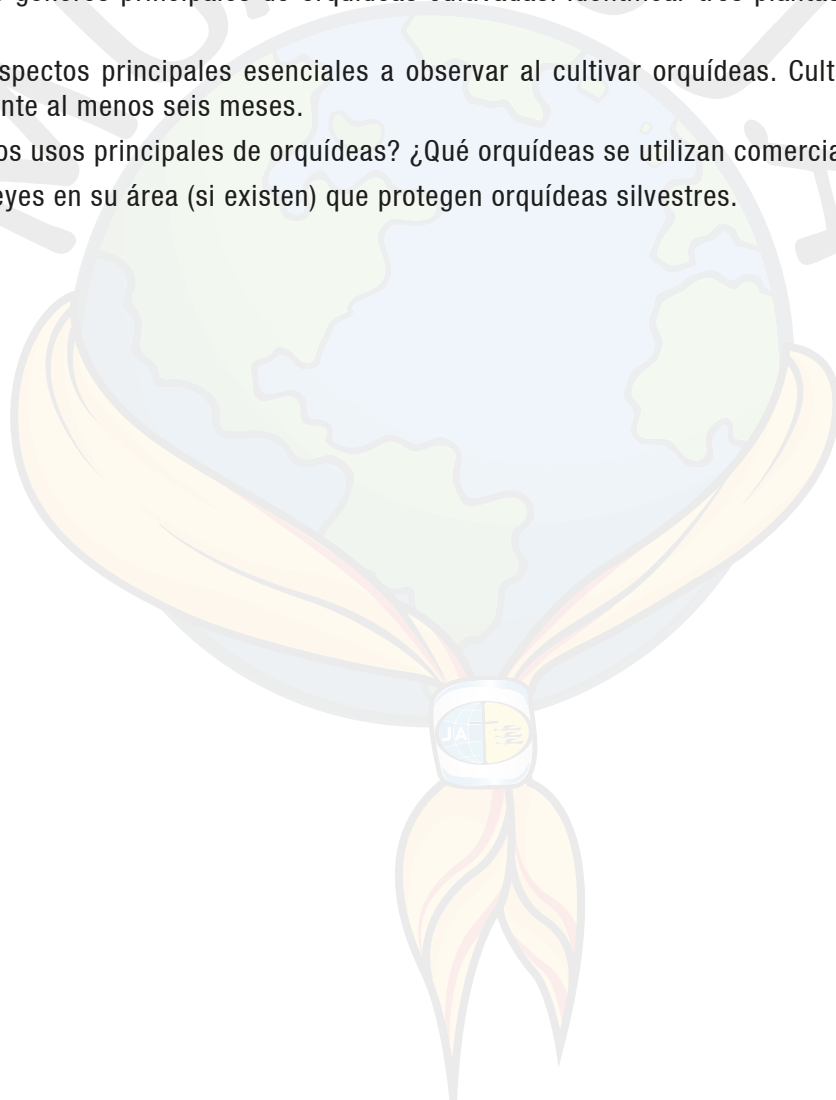 géneros principales de orquídeas cultivadas. Identificar tres plantas
spectos principales esenciales a observar al cultivar orquídeas. Cult
nte al menos seis meses.
os usos principales de orquídeas? ¿Qué orquídeas se utilizan comercia
eyes en su área (si existen) que protegen orquídeas silvestres.
JA